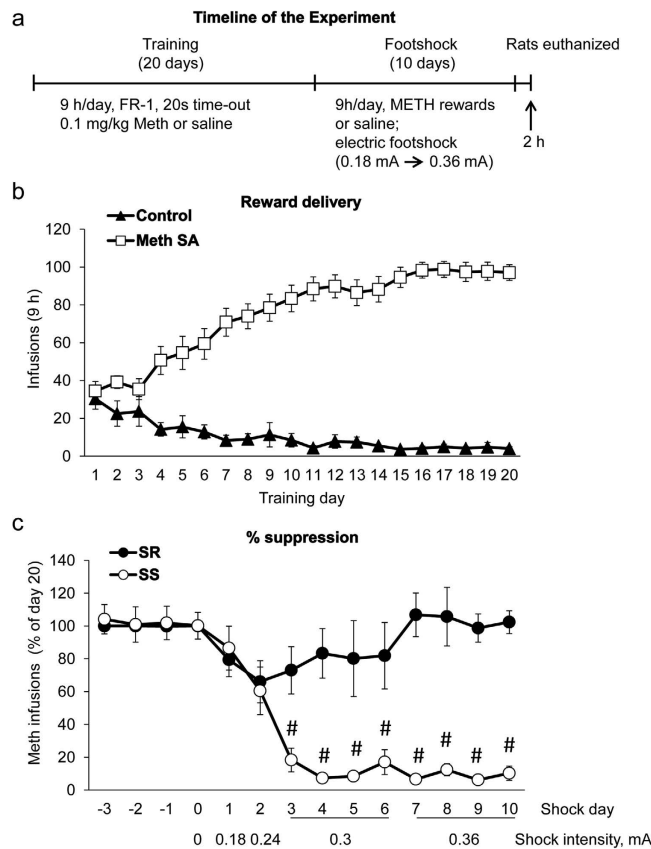 a
Timeline of the Experiment
Training
(20 days)
Footshock
(10 days)
Rats euthanized
9 h/day, FR-1, 20s time-out
0.1 mg/kg Meth or saline
9h/day, METH rewards
or saline;
electric footshock
(0.18 mA → 0.36 mA)
2 h
b
Reward delivery
Control
Meth SA
Infusions (9 h)
120
100
80
60
40
20
0
1 2 3 4 5 6 7 8 9 10 11 12 13 14 15 16 17 18 19 20
Training day
c
% suppression
SR
SS
Meth infusions (% of day 20)
140
120
100
80
60
40
20
0
# # # # # # # #
-3 -2 -1 0 1 2 3 4 5 6 7 8 9 10 Shock day
0 0.18 0.24 0.3 0.36 Shock intensity, mA